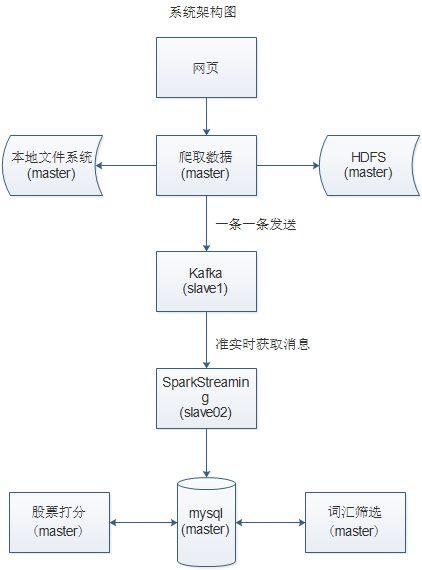 系统架构图
网页
本地文件系统
(master)
爬取数据
(master)
HDFS
(master)
一条一条发送
Kafka
(slave1)
准实时获取消息
SparkStreamin
g
(slave02)
股票打分
（master）
mysql
(master)
词汇筛选
（master）